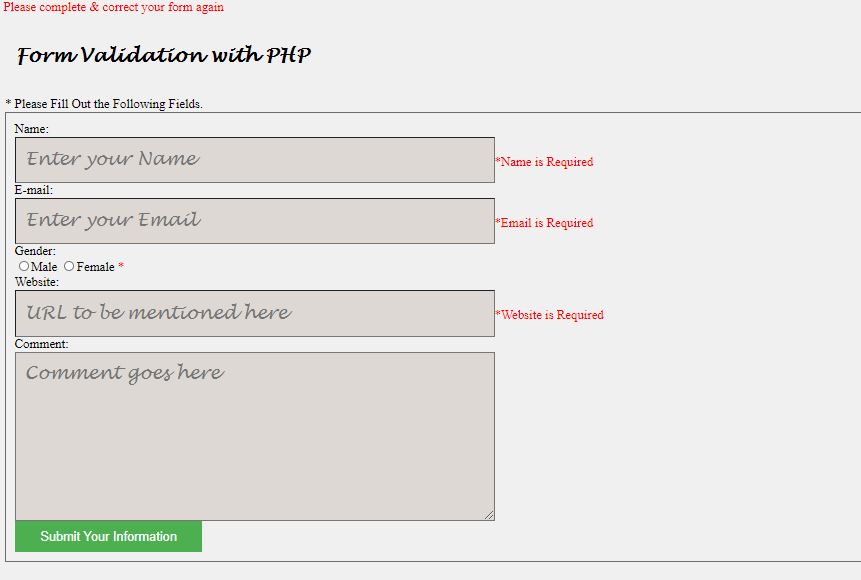 Please complete & correct your form again
Form Validation with PHP
* Please Fill Out the Following Fields.
Name:
Enter your Name *Name is Required
E-mail:
Enter your Email *Email is Required
Gender:
Male Female *
Website:
URL to be mentioned here *Website is Required
Comment:
Comment goes here
Submit Your Information